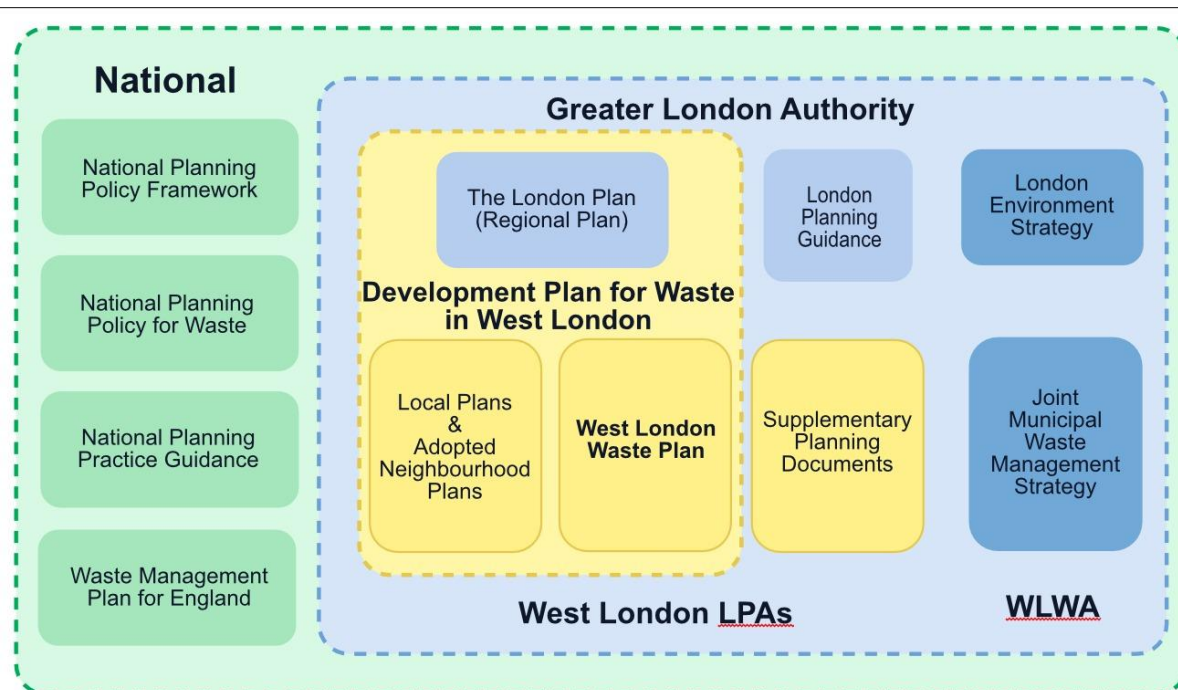 National
National Planning
Policy Framework
National Planning
Policy for Waste
National Planning
Practice Guidance
Waste Management
Plan for England
Greater London Authority
The London Plan
(Regional Plan)
London
Planning
Guidance
London
Environment
Strategy
Development Plan for Waste
in West London
Local Plans
&
Adopted
Neighbourhood
Plans
West London
Waste Plan
Supplementary
Planning
Documents
Joint
Municipal
Waste
Management
Strategy
West London LPAs
WLWA